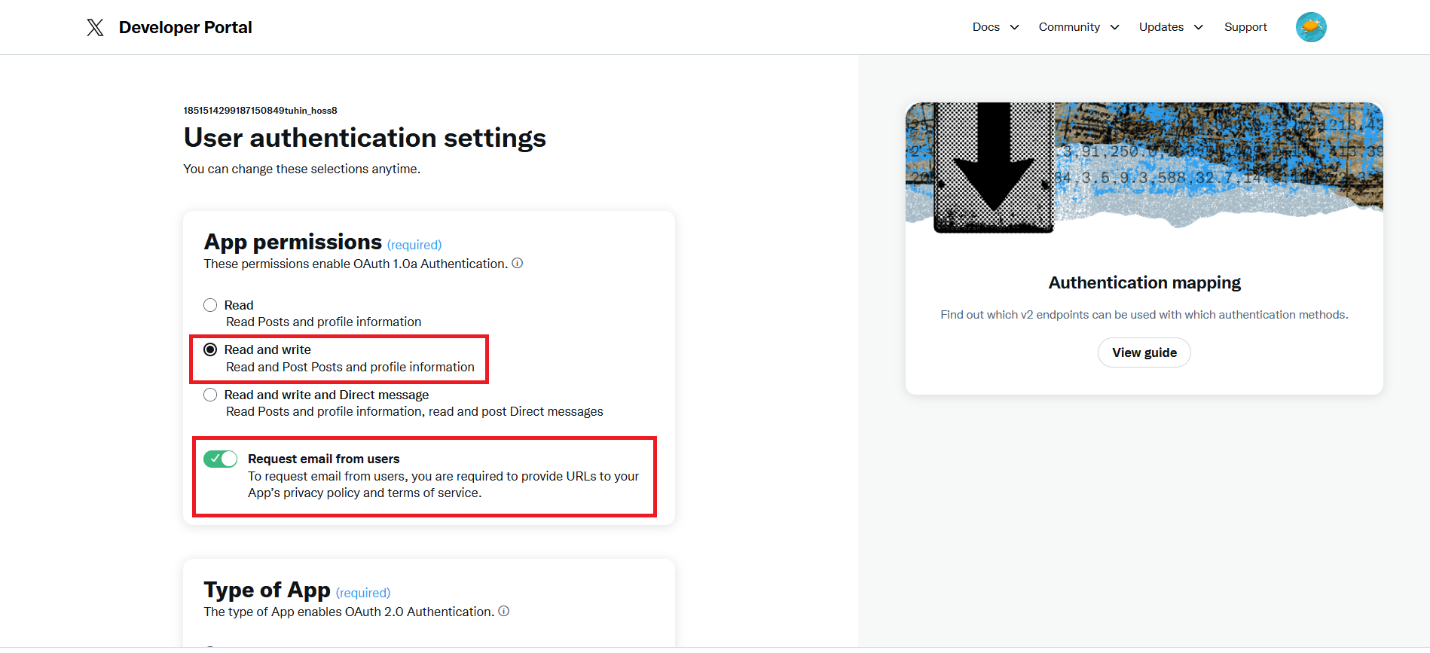 Developer Portal
Docs
Community
Updates
Support
1851514299187150849tuhin_hoss8
User authentication settings
You can change these selections anytime.
App permissions (required)
These permissions enable OAuth 1.0a Authentication.
Read
Read Posts and profile information
Read and write
Read and Post Posts and profile information
Read and write and Direct message
Read Posts and profile information, read and post Direct messages
Request email from users
To request email from users, you are required to provide URLs to your
App's privacy policy and terms of service.
Type of App (required)
The type of App enables OAuth 2.0 Authentication.
Authentication mapping
Find out which v2 endpoints can be used with which authentication methods.
View guide